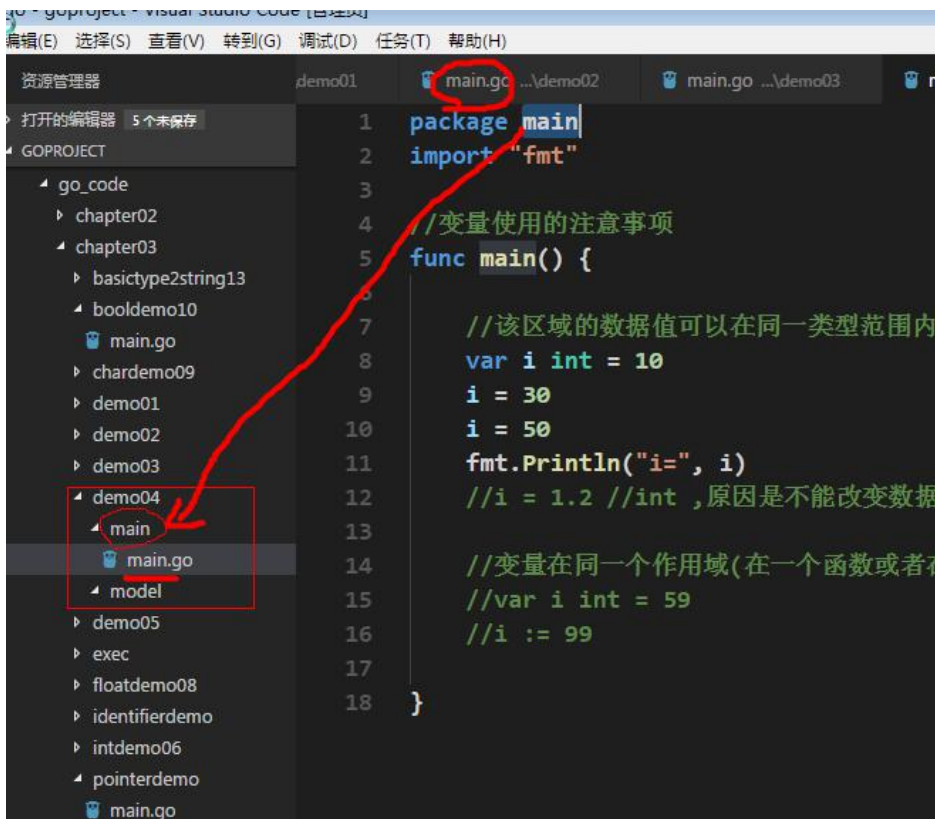 go - goproject - Visual Studio Code [管理员]
编辑(E) 选择(S) 查看(V) 转到(G) 调试(D) 任务(T) 帮助(H)
资源管理器
demo01 main.go ...\demo02 main.go ...\demo03
打开的编辑器 5 个未保存
GOPROJECT
go_code
chapter02
chapter03
basictype2string13
booldemo10
main.go
chardemo09
demo01
demo02
demo03
demo04
main
main.go
model
demo05
exec
floatdemo08
identifierdemo
intdemo06
pointerdemo
main.go
1 package main
2 import "fmt"
3
4 //变量使用的注意事项
5 func main() {
6
7 //该区域的数据值可以在同一类型范围内
8 var i int = 10
9 i = 30
10 i = 50
11 fmt.Println("i=", i)
12 //i = 1.2 //int ,原因是不能改变数据
13
14 //变量在同一个作用域(在一个函数或者在
15 //var i int = 59
16 //i := 99
17
18 }